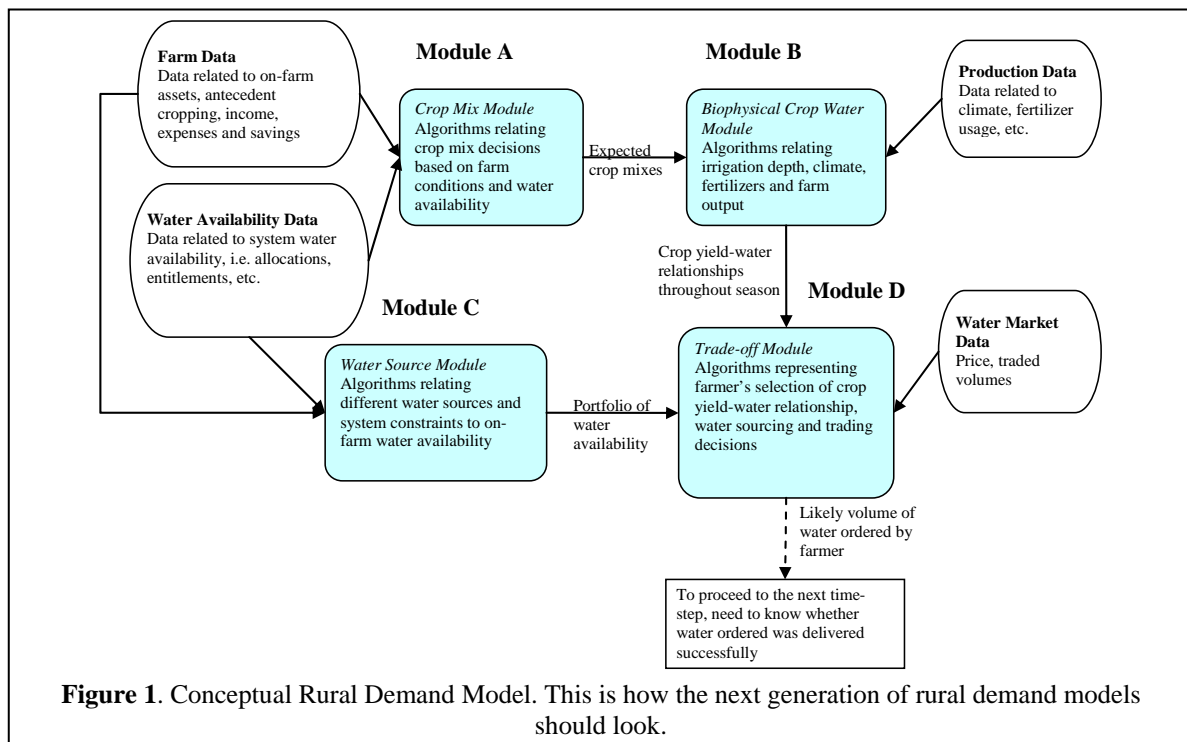 Module A
Module B
Farm Data
Data related to on-farm
assets, antecedent
cropping, income,
expenses and savings
Crop Mix Module
Algorithms relating
crop mix decisions
based on farm
conditions and water
availability
Expected
crop mixes
Biophysical Crop Water
Module
Algorithms relating
irrigation depth, climate,
fertilizers and farm
output
Production Data
Data related to
climate, fertilizer
usage, etc.
Water Availability Data
Data related to system water
availability, i.e. allocations,
entitlements, etc.
Crop yield-water
relationships
throughout season
Module C
Module D
Water Source Module
Algorithms relating
different water sources and
system constraints to on-
farm water availability
Portfolio of
water
availability
Trade-off Module
Algorithms representing
farmer's selection of crop
yield-water relationship,
water sourcing and trading
decisions
Water Market
Data
Price, traded
volumes
Likely volume of
water ordered by
farmer
To proceed to the next time-
step, need to know whether
water ordered was delivered
successfully
Figure 1. Conceptual Rural Demand Model. This is how the next generation of rural demand models
should look.